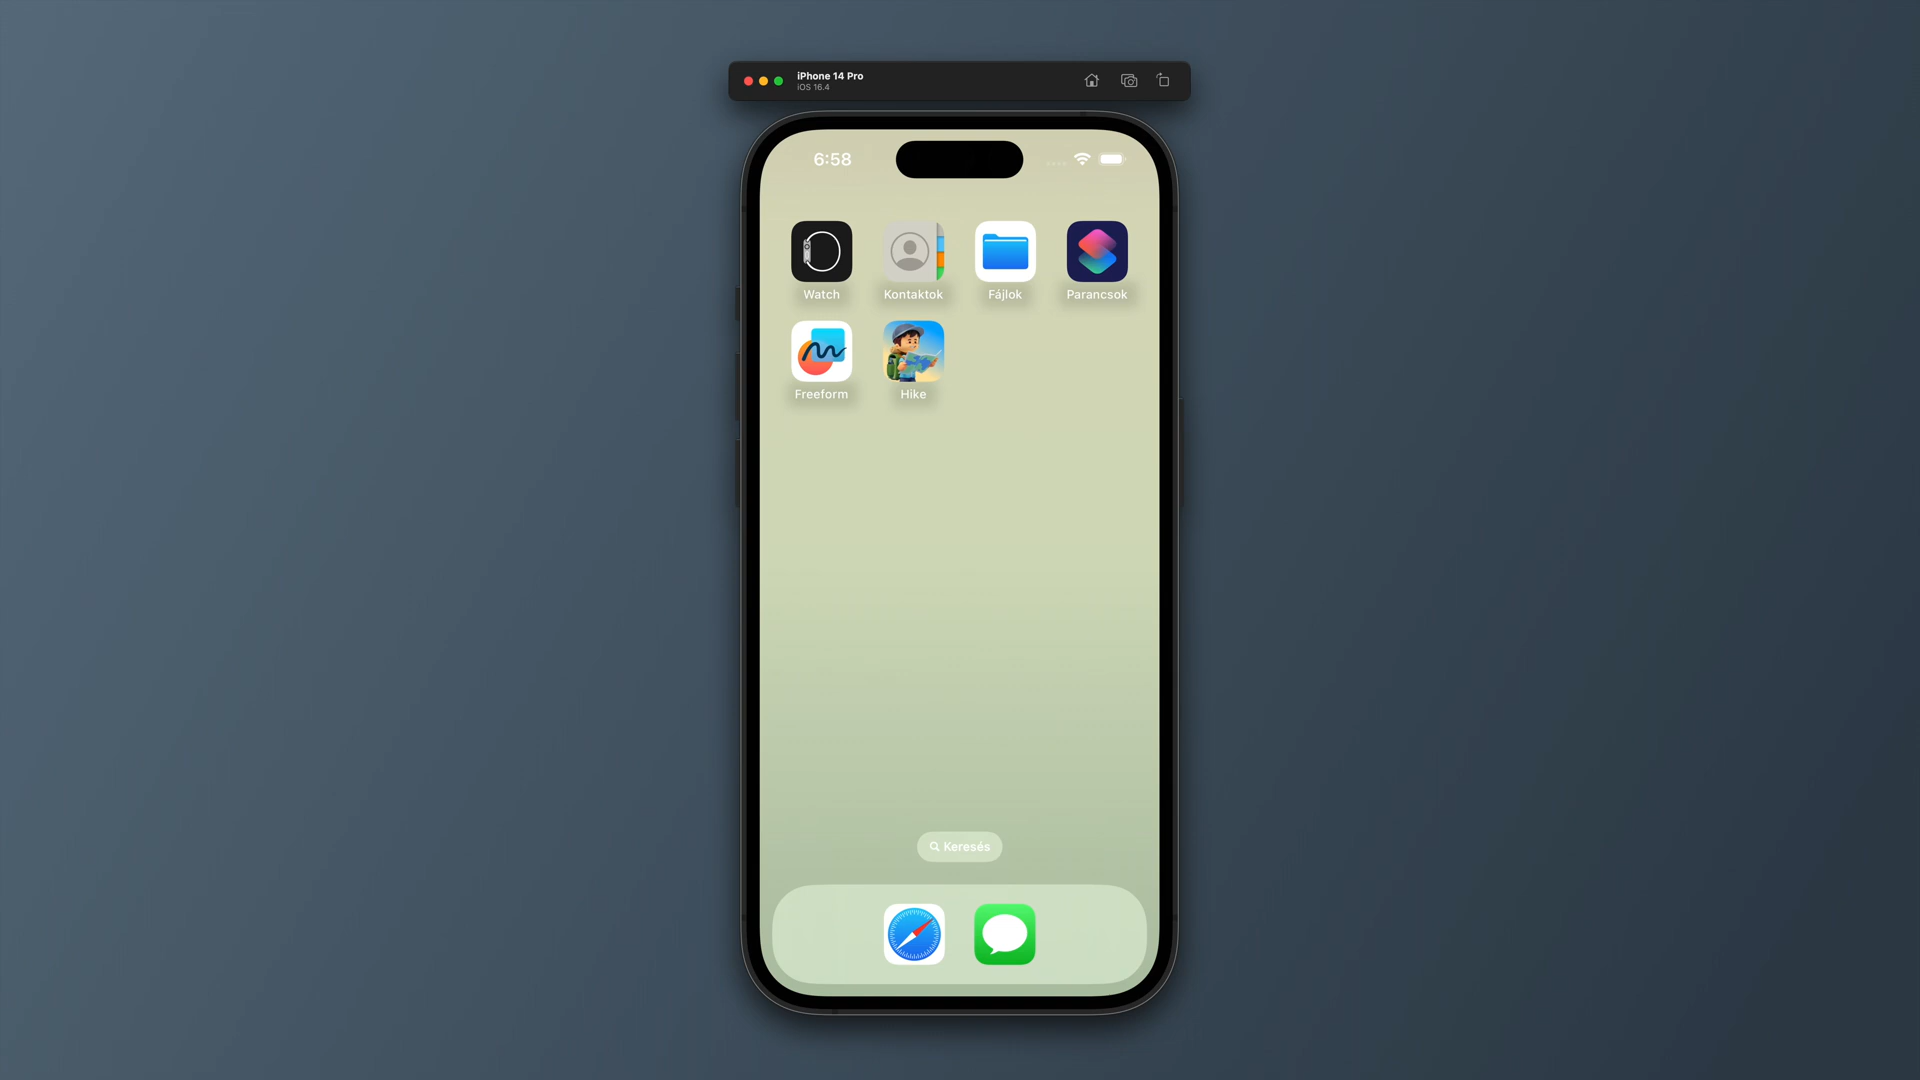 iPhone 14 Pro
iOS 16.4
6:58
Watch
Kontaktok
Fájlok
Parancsok
Freeform
Hike
Keresés